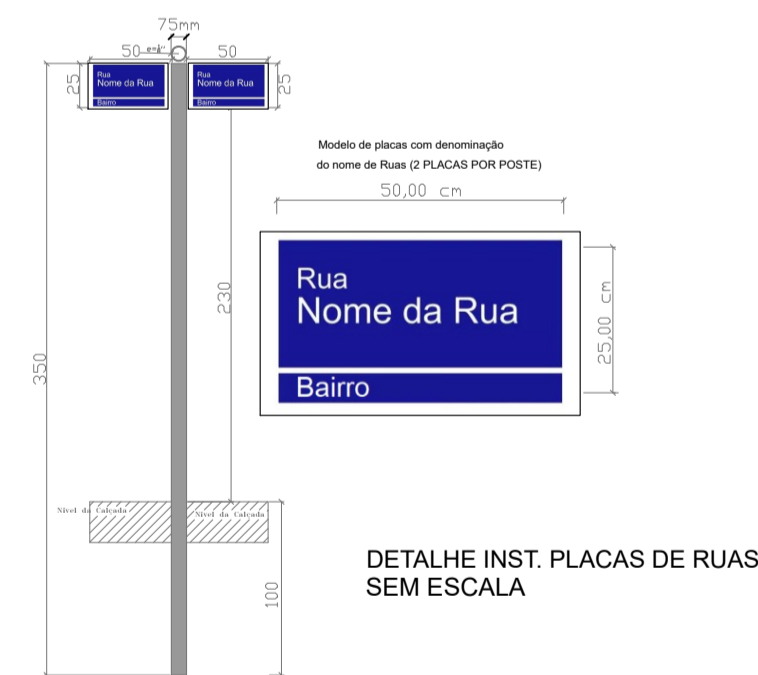 75mm
50
50
25
Rua
Nome da Rua
Bairro
Rua
Nome da Rua
Bairro
25
Modelo de placas com denominação
do nome de Ruas (2 PLACAS POR POSTE)
50,00 cm
Rua
Nome da Rua
Bairro
25,00 cm
230
350
Nível da Calçada
Nível da Calçada
100
DETALHE INST. PLACAS DE RUAS
SEM ESCALA